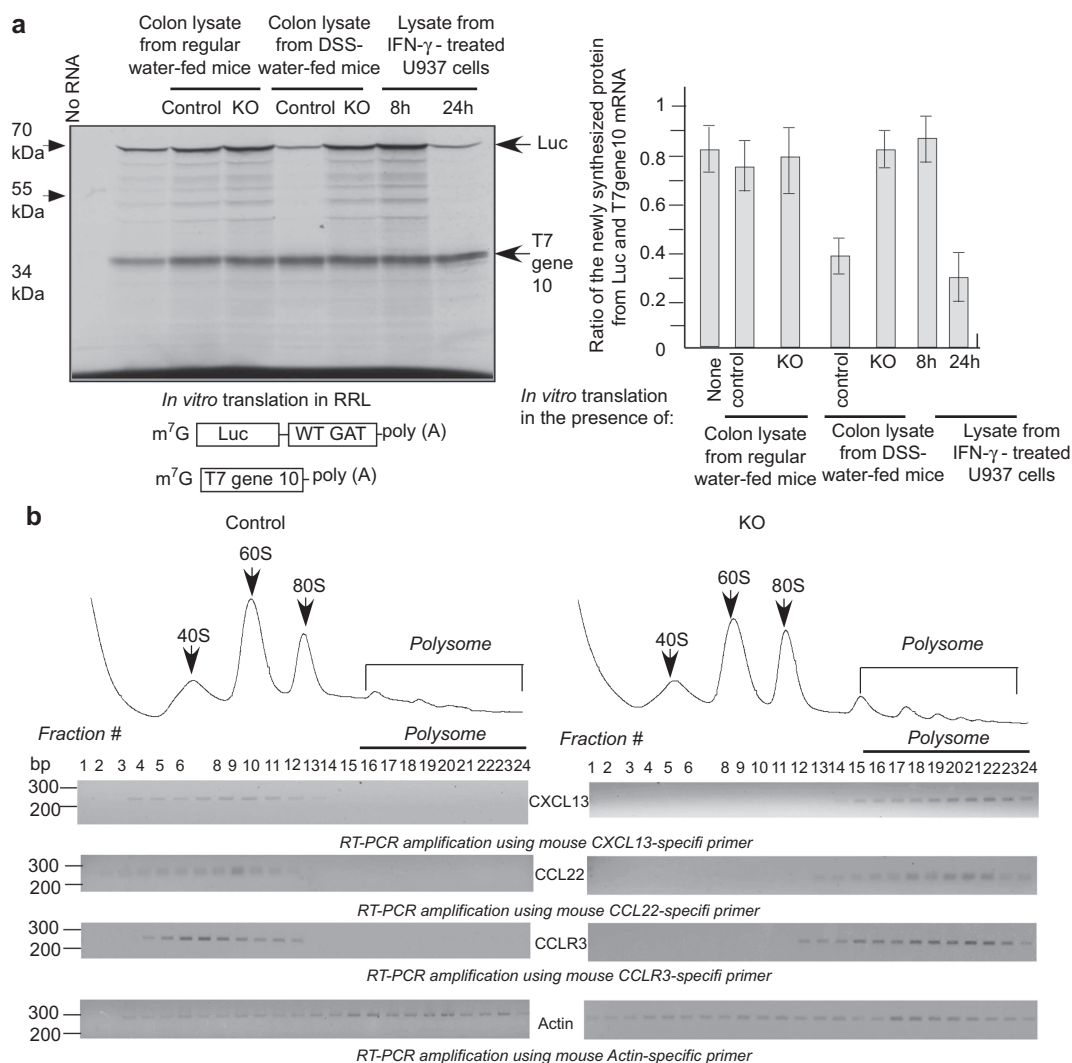 a
Colon lysate
from regular
water-fed mice
Colon lysate
from DSS-
water-fed mice
Lysate from
IFN-γ - treated
U937 cells
No RNA
Control KO Control KO 8h 24h
70
kDa
55
kDa
34
kDa
Luc
T7
gene
10
In vitro translation in RRL
m7G Luc WT GAT poly (A)
m7G T7 gene 10 poly (A)
Ratio of the newly synthesized protein
from Luc and T7gene10 mRNA
1
0.8
0.6
0.4
0.2
0
None control KO control KO 8h 24h
In vitro translation
in the presence of:
Colon lysate
from regular
water-fed mice
Colon lysate
from DSS-
water-fed mice
Lysate from
IFN-γ - treated
U937 cells
b
Control
40S
60S
80S
Polysome
KO
40S
60S
80S
Polysome
Fraction #
Polysome
Fraction #
Polysome
bp
1 2 3 4 5 6 8 9 10 11 12 13 14 15 16 17 18 19 20 21 22 23 24
1 2 3 4 5 6 8 9 10 11 12 13 14 15 16 17 18 19 20 21 22 23 24
300
200
CXCL13
RT-PCR amplification using mouse CXCL13-specifi primer
300
200
CCL22
RT-PCR amplification using mouse CCL22-specifi primer
300
200
CCLR3
RT-PCR amplification using mouse CCLR3-specifi primer
300
200
Actin
RT-PCR amplification using mouse Actin-specific primer